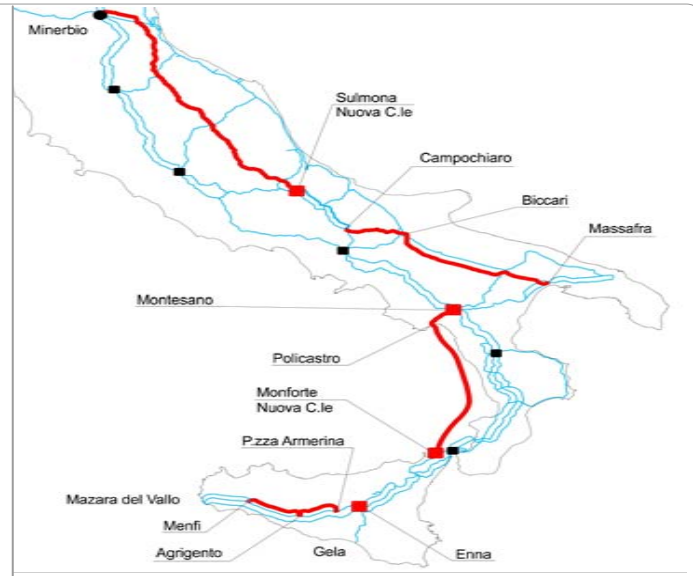 Minerbio
Sulmona
Nuova C.le
Campochiaro
Biccari
Massafra
Montesano
Policastro
Monforte
Nuova C.le
P.zza Armerina
Mazara del Vallo
Menfi
Agrigento
Gela
Enna